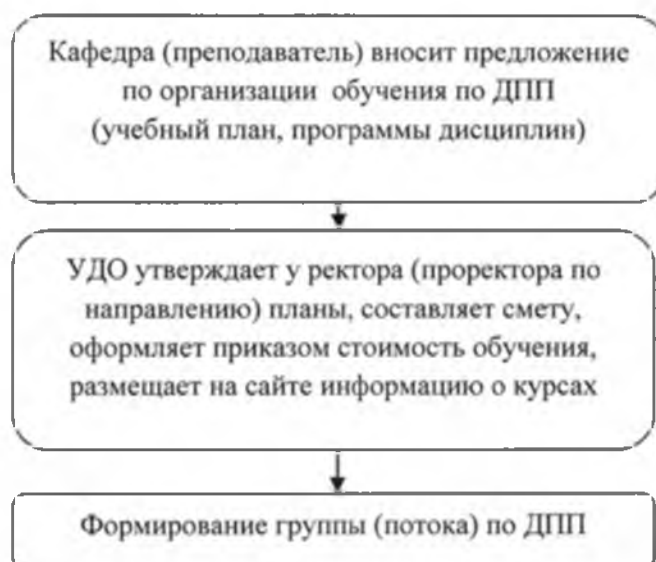 Кафедра (преподаватель) вносит предложение
по организации обучения по ДПП
(учебный план, программы дисциплин)
УДО утверждает у ректора (проректора по
направлению) планы, составляет смету,
оформляет приказом стоимость обучения,
размещает на сайте информацию о курсах
Формирование группы (потока) по ДПП